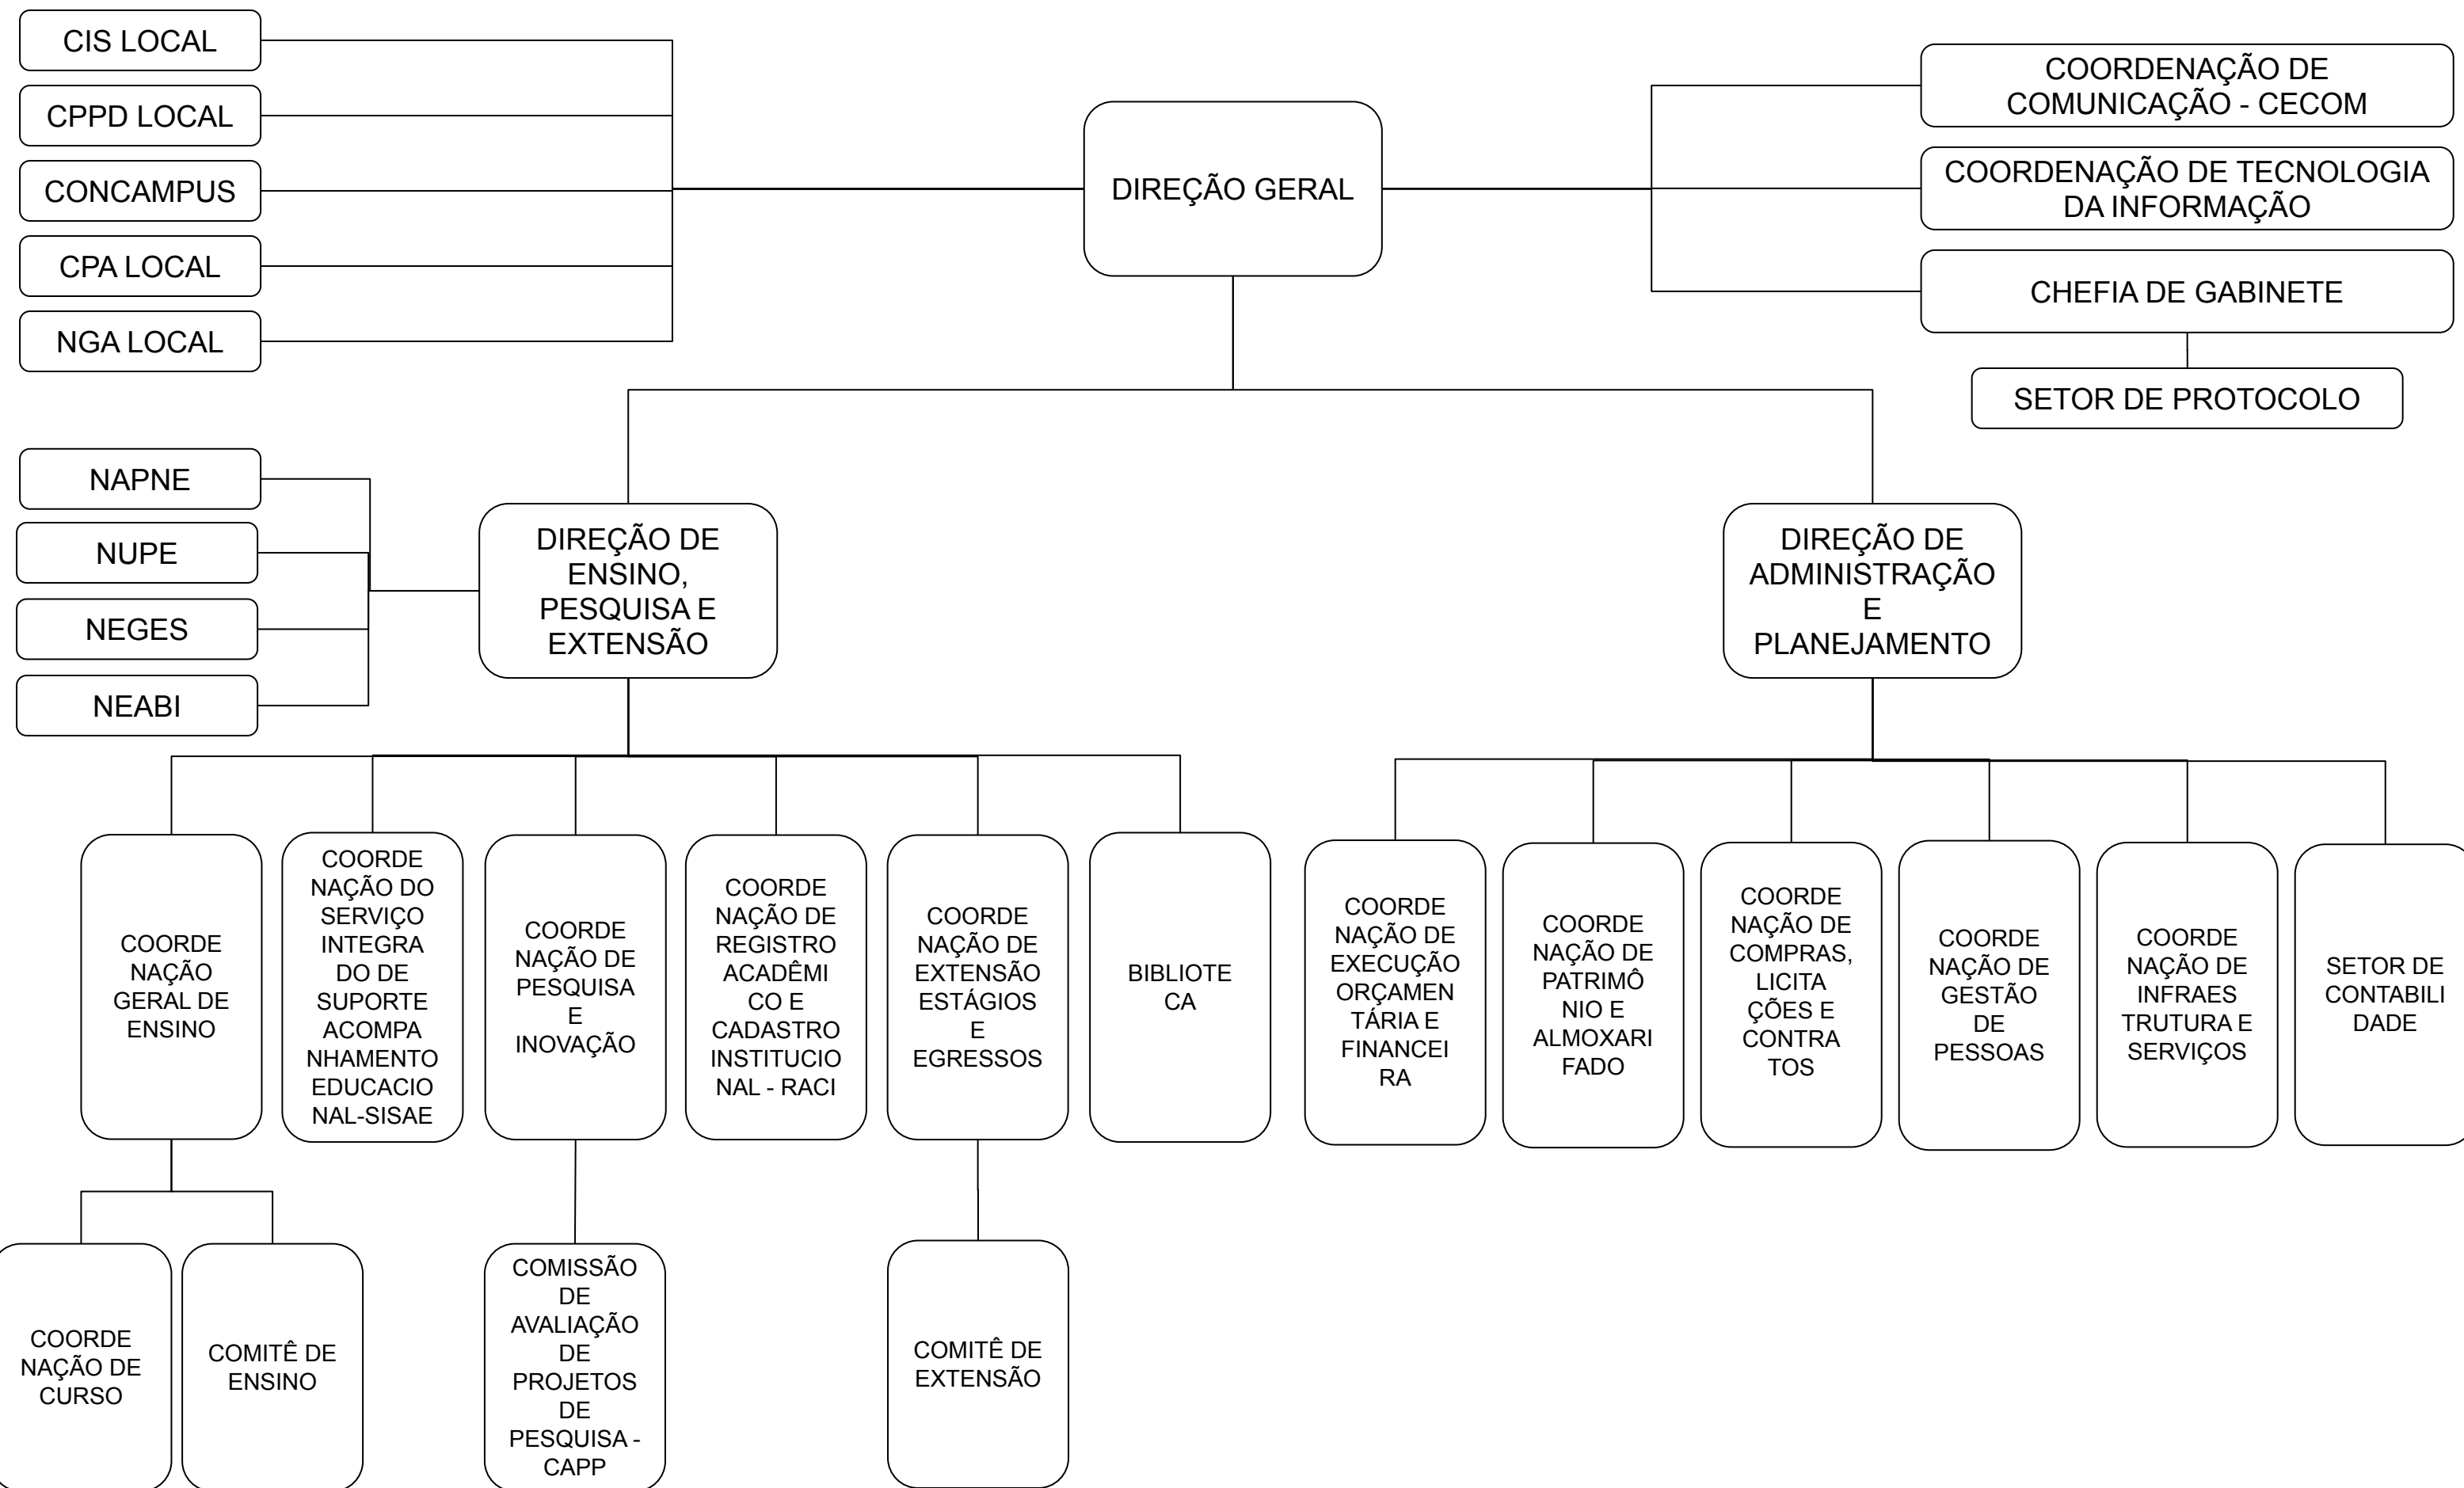 CIS LOCAL
CPPD LOCAL
CONCAMPUS
CPA LOCAL
NGA LOCAL
DIREÇÃO GERAL
COORDENAÇÃO DE
COMUNICAÇÃO - CECOM
COORDENAÇÃO DE TECNOLOGIA
DA INFORMAÇÃO
CHEFIA DE GABINETE
SETOR DE PROTOCOLO
NAPNE
NUPE
NEGES
NEABI
DIREÇÃO DE
ENSINO,
PESQUISA E
EXTENSÃO
DIREÇÃO DE
ADMINISTRAÇÃO
E
PLANEJAMENTO
COORDE
NAÇÃO
GERAL DE
ENSINO
COORDE
NAÇÃO DO
SERVIÇO
INTEGRA
DO DE
SUPORTE
ACOMPA
NHAMENTO
EDUCACIO
NAL-SISAE
COORDE
NAÇÃO DE
PESQUISA
E
INOVAÇÃO
COORDE
NAÇÃO DE
REGISTRO
ACADÊMI
CO E
CADASTRO
INSTITUCIO
NAL - RACI
COORDE
NAÇÃO DE
EXTENSÃO
ESTÁGIOS
E
EGRESSOS
BIBLIOTE
CA
COORDE
NAÇÃO DE
EXECUÇÃO
ORÇAMEN
TÁRIA E
FINANCEI
RA
COORDE
NAÇÃO DE
PATRIMÔ
NIO E
ALMOXARI
FADO
COORDE
NAÇÃO DE
COMPRAS,
LICITA
ÇÕES E
CONTRA
TOS
COORDE
NAÇÃO DE
GESTÃO
DE
PESSOAS
COORDE
NAÇÃO DE
INFRAES
TRUTURA E
SERVIÇOS
SETOR DE
CONTABILI
DADE
COORDE
NAÇÃO DE
CURSO
COMITÊ DE
ENSINO
COMISSÃO
DE
AVALIAÇÃO
DE
PROJETOS
DE
PESQUISA -
CAPP
COMITÊ DE
EXTENSÃO